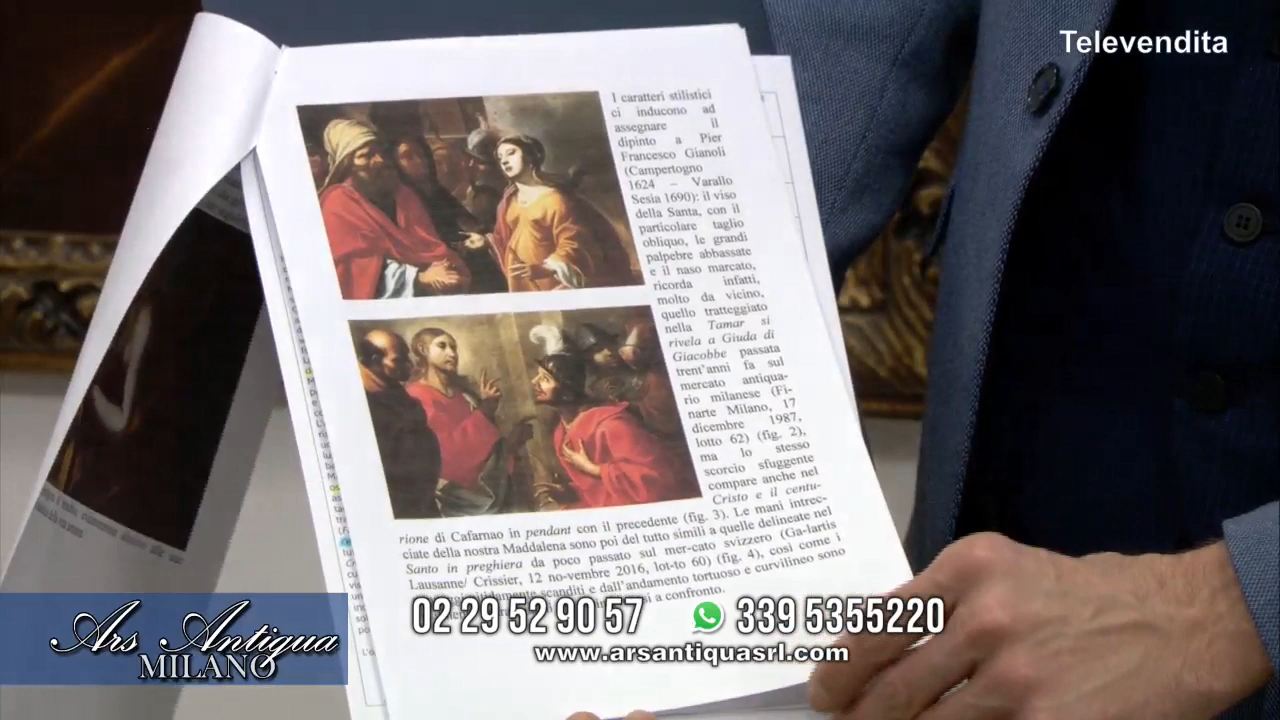 Televendita
I caratteri stilistici
ci inducono ad
assegnare il
dipinto a Pier
Francesco Gianoli
(Campertogno
1624 – Varallo
Sesia 1690): il viso
della Santa, con il
particolare taglio
obliquo, le grandi
palpebre abbassate
e il naso marcato,
ricorda infatti,
molto da vicino,
quello tratteggiato
nella Tamar si
rivela a Giuda di
Giacobbe passata
trent'anni fa sul
mercato antiqua-
rio milanese (Fi-
narte Milano, 17
dicembre 1987,
lotto 62) (fig. 2),
ma lo stesso
scorcio sfuggente
compare anche nel
Cristo e il centu-
rione di Cafarnao in pendant con il precedente (fig. 3). Le mani intrec-
ciate della nostra Maddalena sono poi del tutto simili a quelle delineate nel
Santo in preghiera da poco passato sul mer-cato svizzero (Ga-lartis
Lausanne/ Crissier, 12 no-vembre 2016, lot-to 60) (fig. 4), così come i
nitidamente scanditi e dall'andamento tortuoso e curvilineo sono
a confronto.
Ars Antiqua
MILANO
02 29 52 90 57 339 5355220
www.arsantiquasrl.com